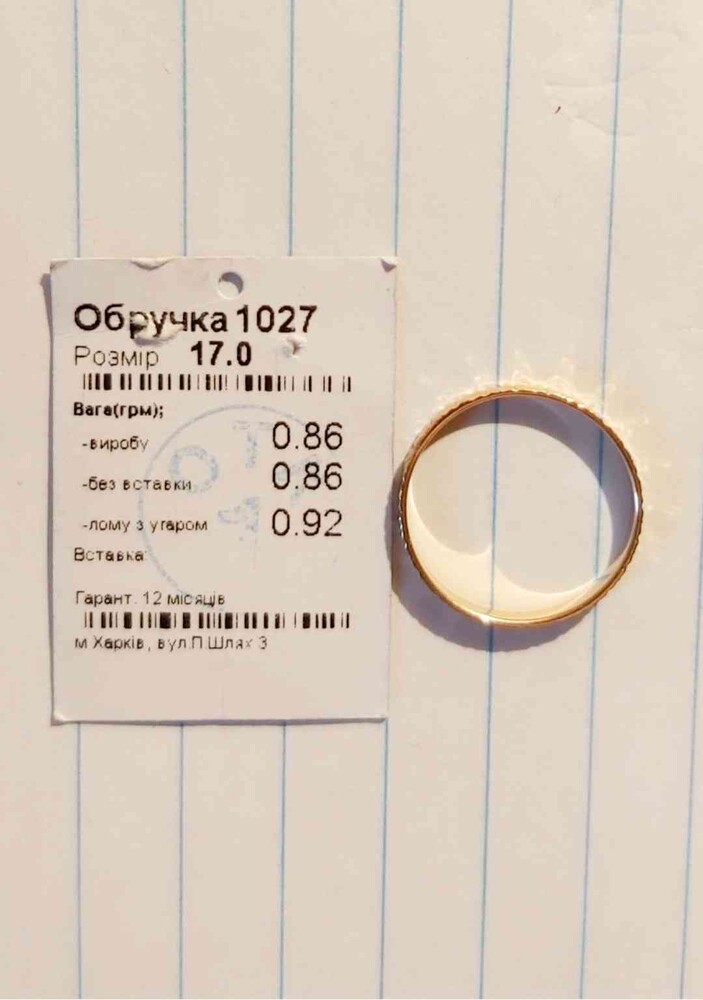 Обручка 1027
Розмір 17.0
Вага(грм);
-виробу 0.86
-без вставки 0.86
-лому з угаром 0.92
Вставка:
Гарант. 12 місяців
м.Харків, вул.П.Шлях 3